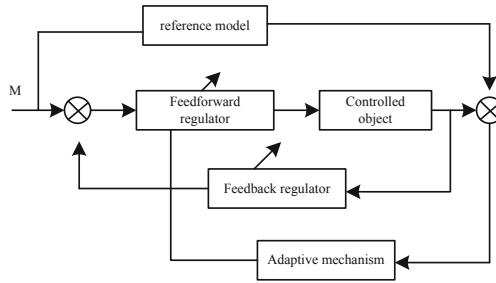 reference model
M
Feedforward
regulator
Controlled
object
Feedback regulator
Adaptive mechanism